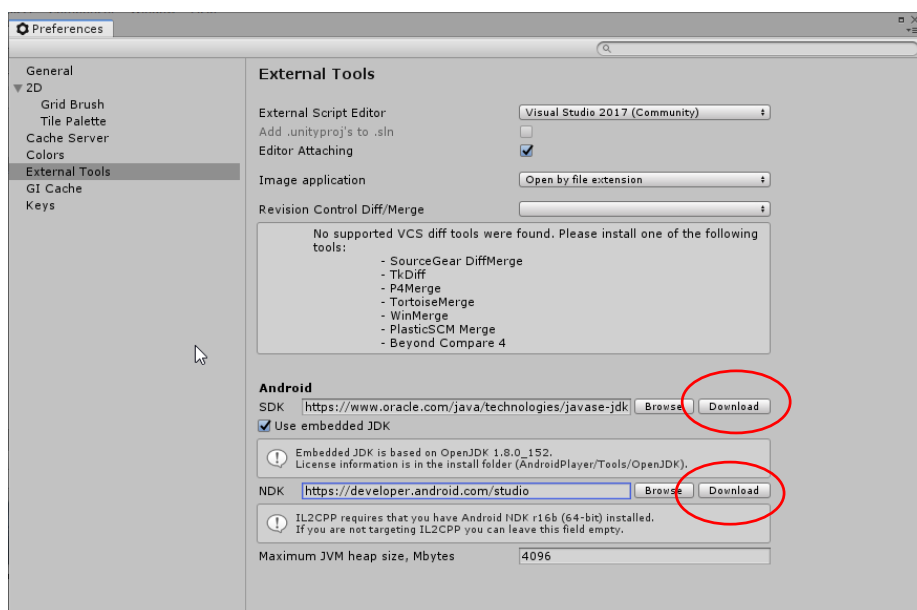 Preferences
General
2D
Grid Brush
Tile Palette
Cache Server
Colors
External Tools
GI Cache
Keys
External Tools
External Script Editor Visual Studio 2017 (Community)
Add .unityproj's to .sln
Editor Attaching
Image application Open by file extension
Revision Control Diff/Merge
No supported VCS diff tools were found. Please install one of the following
tools:
- SourceGear DiffMerge
- TkDiff
- P4Merge
- TortoiseMerge
- WinMerge
- PlasticSCM Merge
- Beyond Compare 4
Android
SDK https://www.oracle.com/java/technologies/javase-jdk Browse Download
Use embedded JDK
Embedded JDK is based on OpenJDK 1.8.0_152.
License information is in the install folder (AndroidPlayer/Tools/OpenJDK).
NDK https://developer.android.com/studio Browse Download
IL2CPP requires that you have Android NDK r16b (64-bit) installed.
If you are not targeting IL2CPP you can leave this field empty.
Maximum JVM heap size, Mbytes 4096